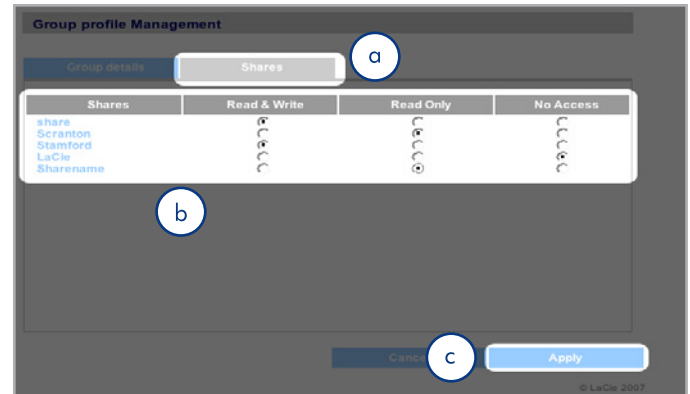 Group profile Management
a
Group details Shares
Shares Read & Write Read Only No Access
share
Scranton
Stamford
LaCie
Sharename
b
Cance c Apply
© LaCie 2007